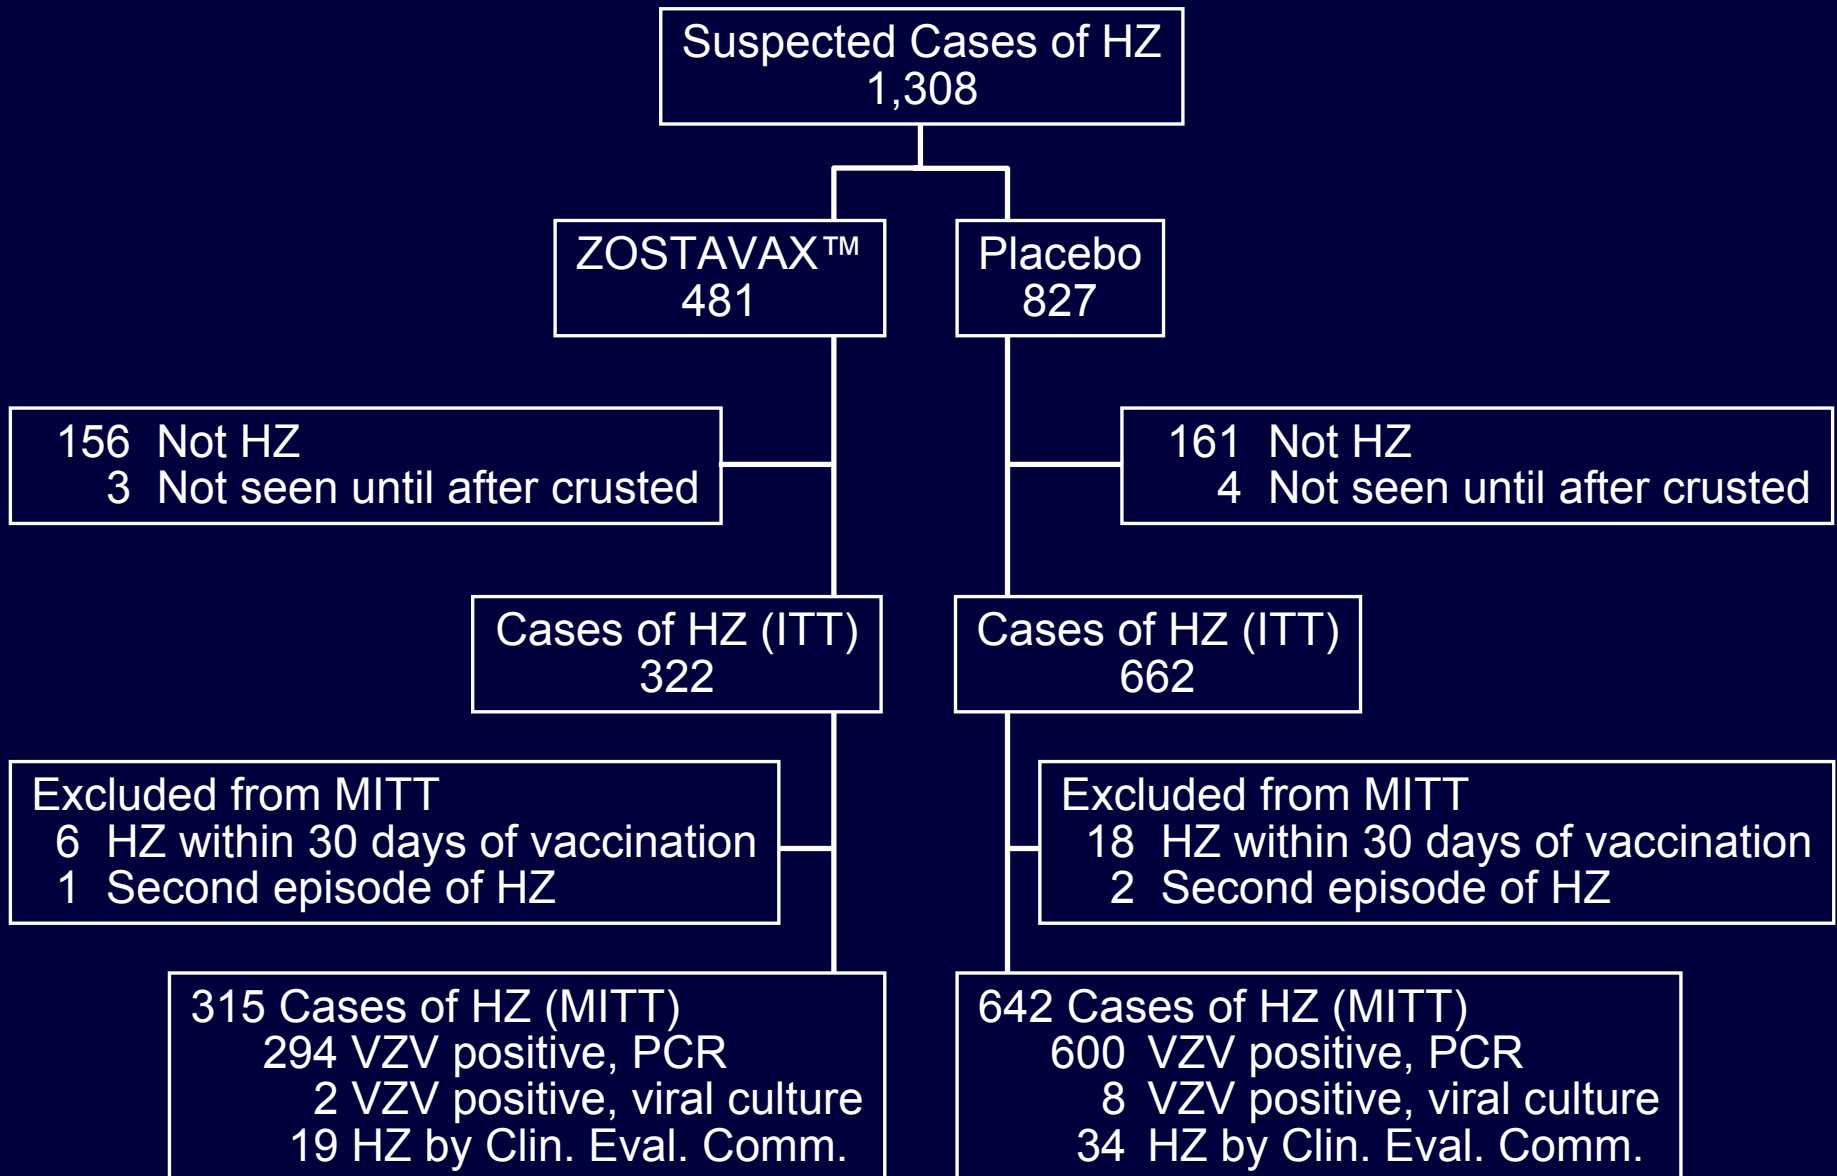 Suspected Cases of HZ
1,308
ZOSTAVAX™
481
Placebo
827
156 Not HZ
3 Not seen until after crusted
161 Not HZ
4 Not seen until after crusted
Cases of HZ (ITT)
322
Cases of HZ (ITT)
662
Excluded from MITT
6 HZ within 30 days of vaccination
1 Second episode of HZ
Excluded from MITT
18 HZ within 30 days of vaccination
2 Second episode of HZ
315 Cases of HZ (MITT)
294 VZV positive, PCR
2 VZV positive, viral culture
19 HZ by Clin. Eval. Comm.
642 Cases of HZ (MITT)
600 VZV positive, PCR
8 VZV positive, viral culture
34 HZ by Clin. Eval. Comm.